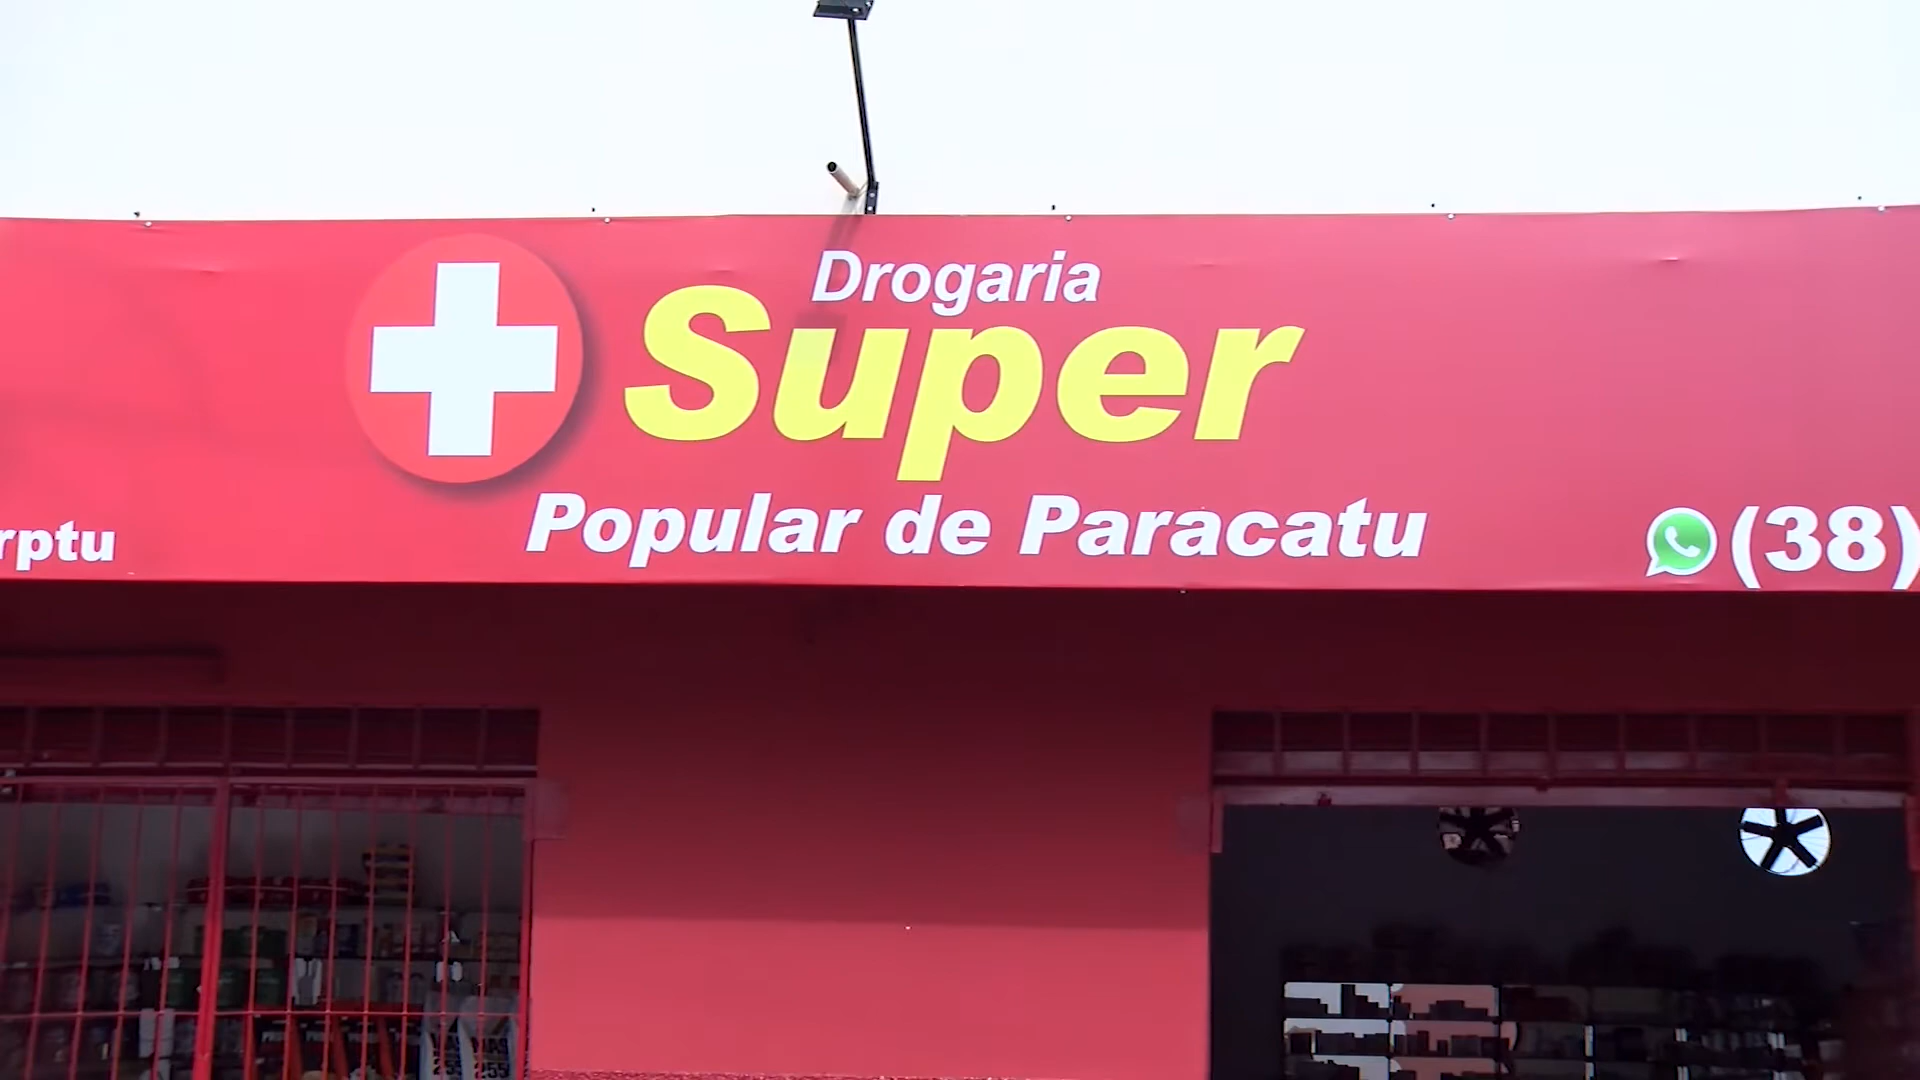 Drogaria
Super
Popular de Paracatu
rptu
(38)